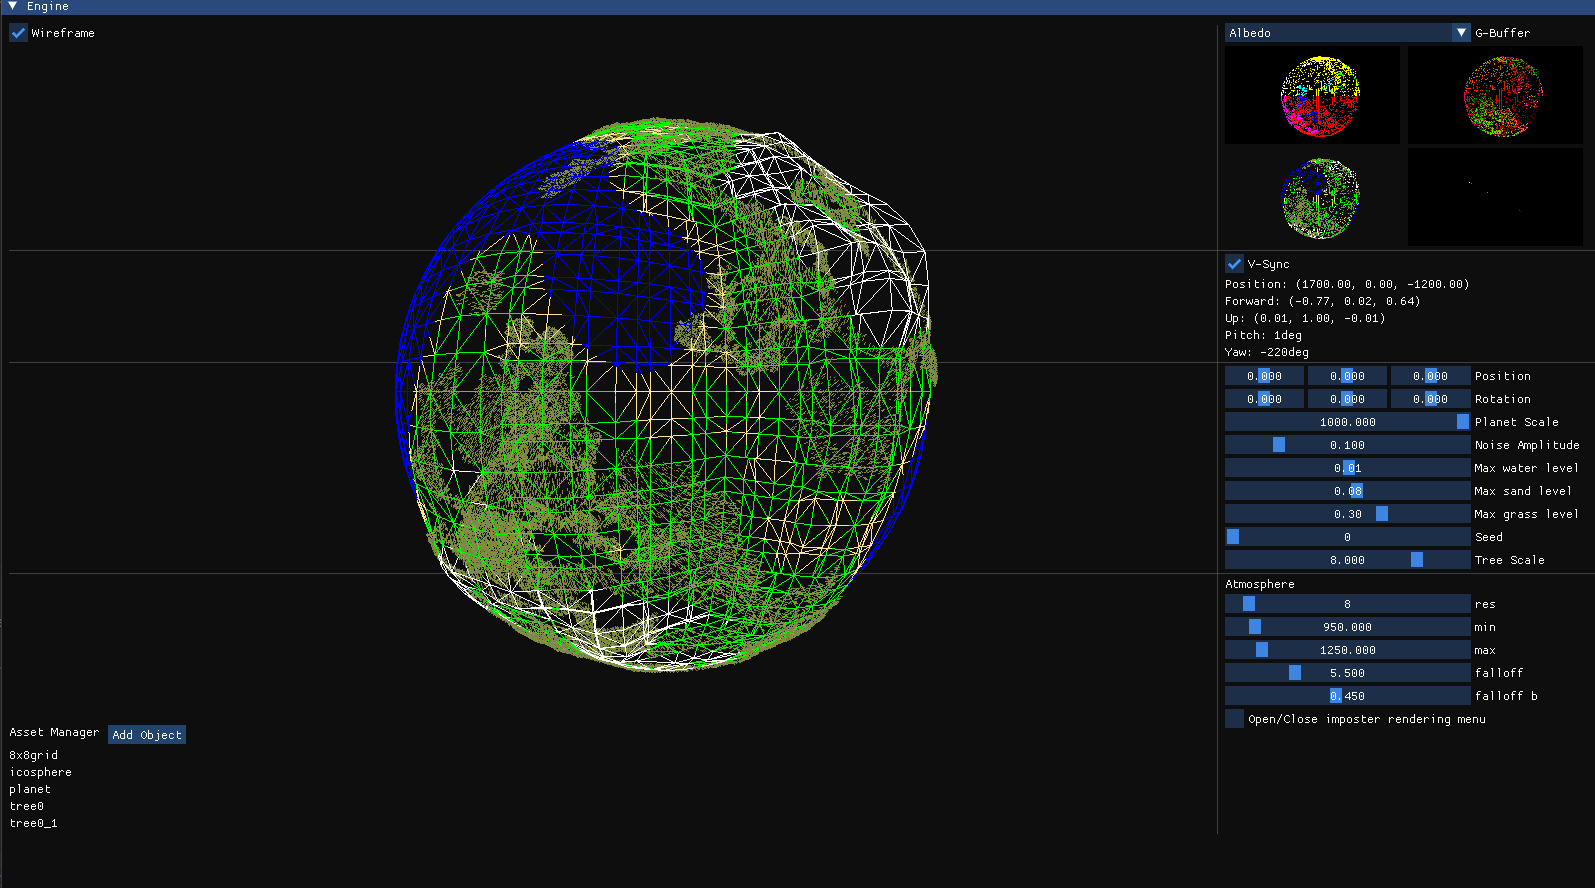 Engine
Wireframe
Albedo G-Buffer
V-Sync
Position: (1700.00, 0.00, -1200.00)
Forward: (-0.77, 0.02, 0.64)
Up: (0.01, 1.00, -0.01)
Pitch: 1deg
Yaw: -220deg
0.000 0.000 0.000 Position
0.000 0.000 0.000 Rotation
1000.000 Planet Scale
0.100 Noise Amplitude
0.01 Max water level
0.08 Max sand level
0.30 Max grass level
0 Seed
8.000 Tree Scale
Atmosphere
8 res
950.000 min
1250.000 max
5.500 falloff
0.450 falloff b
Open/Close imposter rendering menu
Asset Manager Add Object
8x8grid
icosphere
planet
tree0
tree0_1